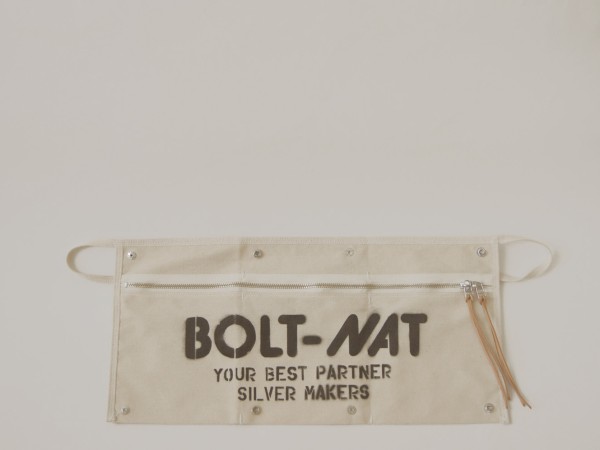 BOLT-NAT
YOUR BEST PARTNER
SILVER MAKERS